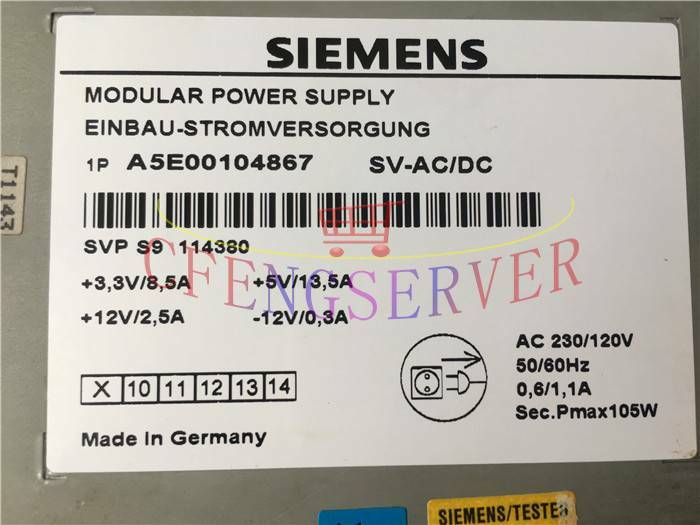 SIEMENS
MODULAR POWER SUPPLY
EINBAU-STROMVERSORGUNG
1P A5E00104867 SV-AC/DC
SVP S9 114380
CFENGSERVER
+3,3V/8,5A +5V/13,5A
+12V/2,5A -12V/0,3A
AC 230/120V
50/60Hz
0,6/1,1A
Sec.Pmax105W
X 10 11 12 13 14
Made in Germany
T1143
SIEMENS/TESTED